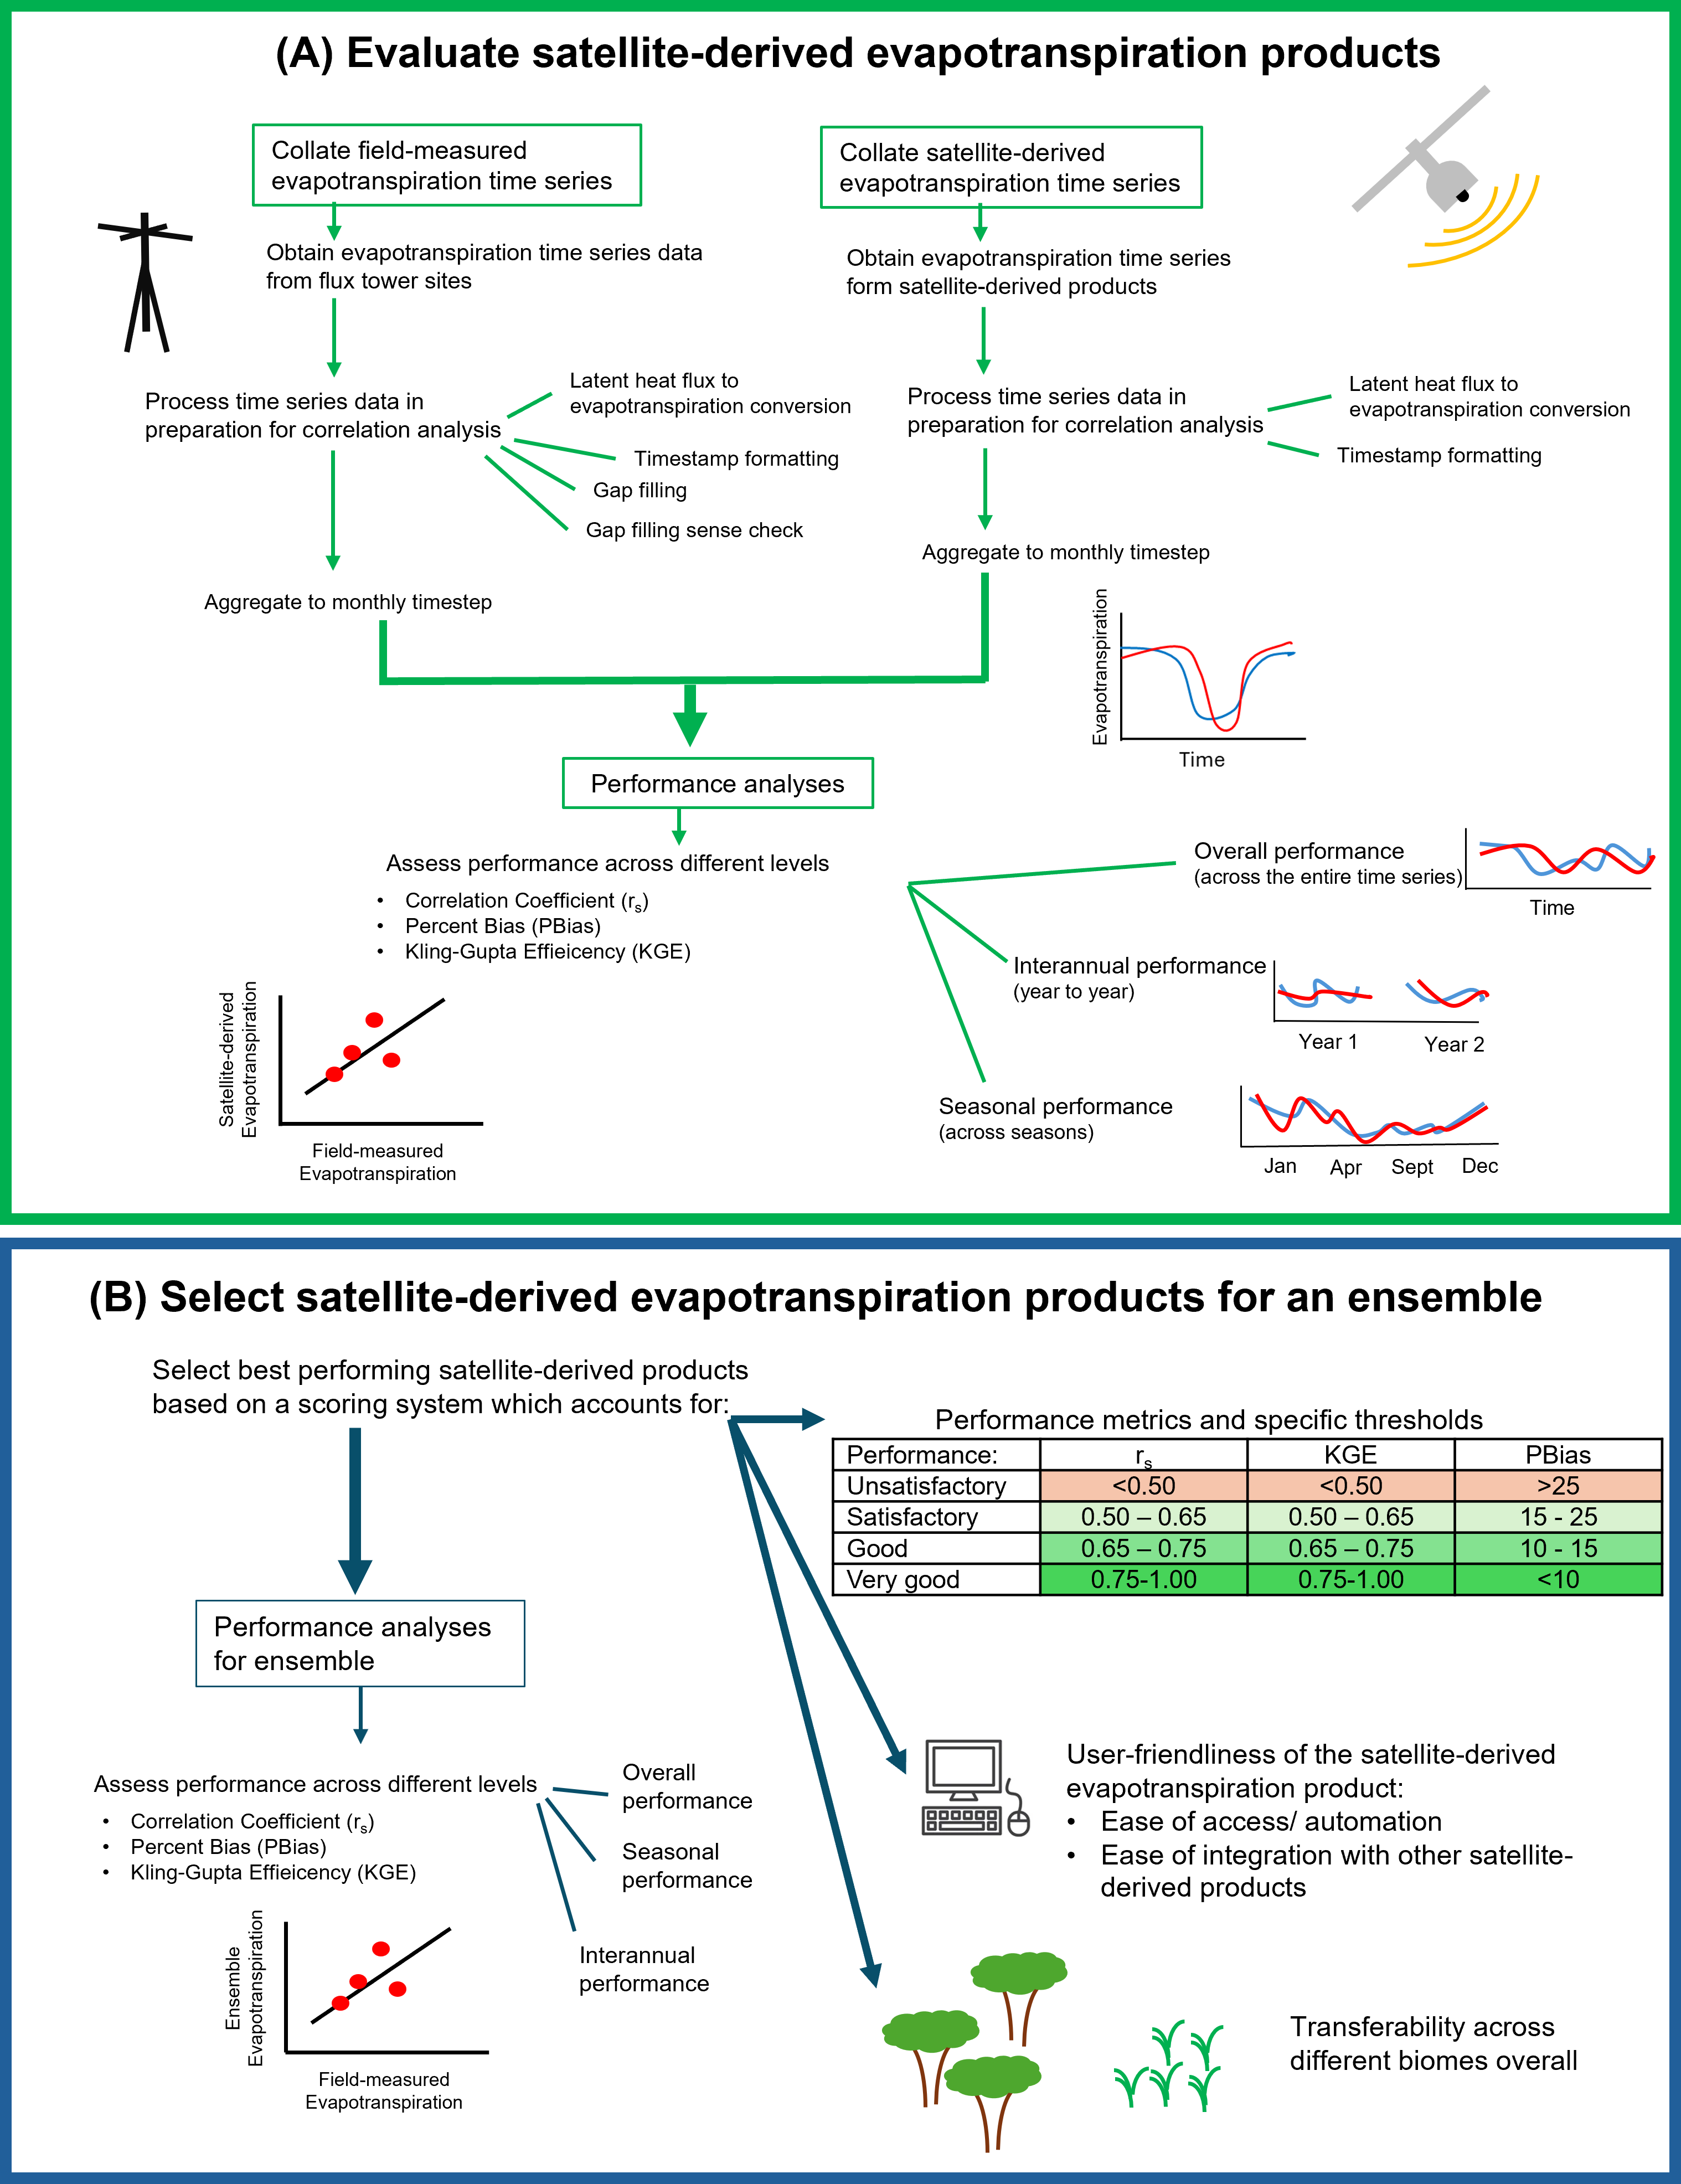 (A) Evaluate satellite-derived evapotranspiration products
Collate field-measured
evapotranspiration time series
Collate satellite-derived
evapotranspiration time series
Obtain evapotranspiration time series data
from flux tower sites
Obtain evapotranspiration time series
form satellite-derived products
Process time series data in
preparation for correlation analysis
Latent heat flux to
evapotranspiration conversion
Timestamp formatting
Gap filling
Gap filling sense check
Process time series data in
preparation for correlation analysis
Latent heat flux to
evapotranspiration conversion
Timestamp formatting
Aggregate to monthly timestep
Aggregate to monthly timestep
Evapotranspiration
Time
Performance analyses
Assess performance across different levels
• Correlation Coefficient (rs)
• Percent Bias (PBias)
• Kling-Gupta Effieicency (KGE)
Satellite-derived
Evapotranspiration
Field-measured
Evapotranspiration
Overall performance
(across the entire time series)
Time
Interannual performance
(year to year)
Year 1
Year 2
Seasonal performance
(across seasons)
Jan Apr Sept Dec
(B) Select satellite-derived evapotranspiration products for an ensemble
Select best performing satellite-derived products
based on a scoring system which accounts for:
Performance metrics and specific thresholds
Performance: rs KGE PBias
Unsatisfactory <0.50 <0.50 >25
Satisfactory 0.50 – 0.65 0.50 – 0.65 15 - 25
Good 0.65 – 0.75 0.65 – 0.75 10 - 15
Very good 0.75-1.00 0.75-1.00 <10
Performance analyses
for ensemble
Assess performance across different levels
• Correlation Coefficient (rs)
• Percent Bias (PBias)
• Kling-Gupta Effieicency (KGE)
Overall
performance
Seasonal
performance
Interannual
performance
Ensemble
Evapotranspiration
Field-measured
Evapotranspiration
User-friendliness of the satellite-derived
evapotranspiration product:
• Ease of access/ automation
• Ease of integration with other satellite-
derived products
Transferability across
different biomes overall